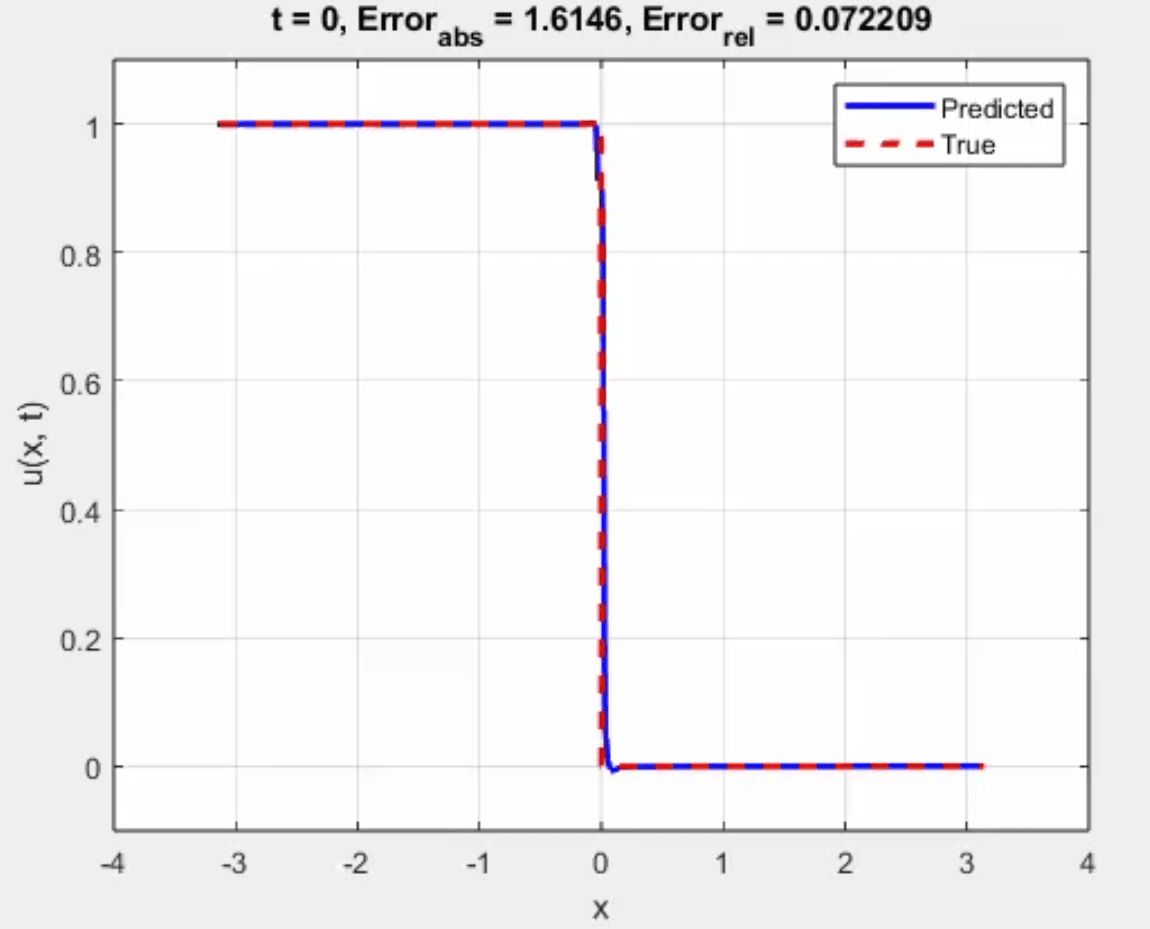 t = 0, Error_abs = 1.6146, Error_rel = 0.072209
Predicted
True
1
0.8
0.6
0.4
0.2
0
u(x, t)
-4 -3 -2 -1 0 1 2 3 4
x